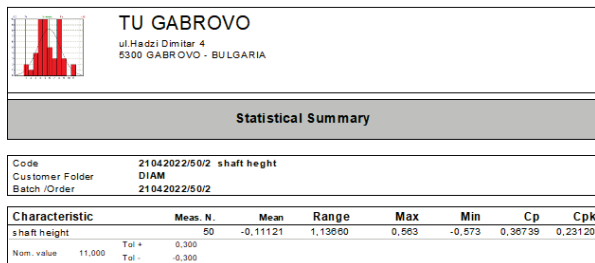 TU GABROVO
ul.Hadzi Dimitar 4
5300 GABROVO - BULGARIA
Statistical Summary
Code 21042022/50/2 shaft heght
Customer Folder DIAM
Batch /Order 21042022/50/2
Characteristic Meas. N. Mean Range Max Min Cp Cpk
shaft height 50 -0,11121 1,13660 0,563 -0,573 0,36739 0,23120
Nom. value 11,000 Tol + 0,300
Tol - -0,300